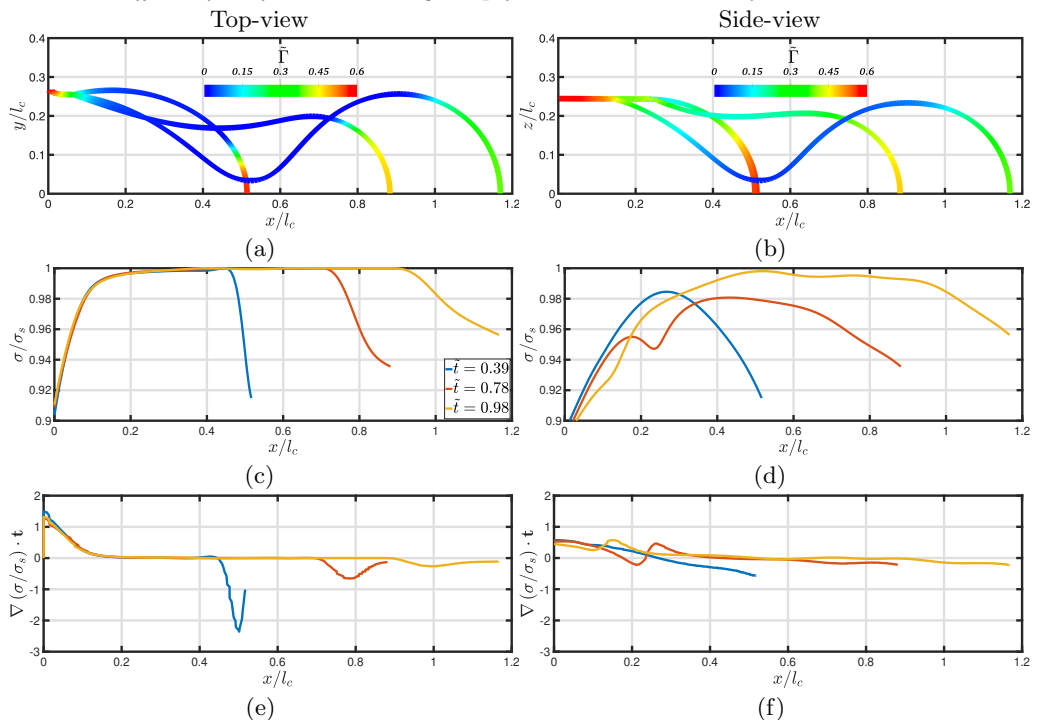 Top-view
Side-view
0.4
0.3
0.2
0.1
0
y/l_c
Γ̃
0 0.15 0.3 0.45 0.6
0 0.2 0.4 0.6 0.8 1 1.2
x/l_c
(a)
0.4
0.3
0.2
0.1
0
z/l_c
Γ̃
0 0.15 0.3 0.45 0.6
0 0.2 0.4 0.6 0.8 1 1.2
x/l_c
(b)
1
0.98
0.96
0.94
0.92
0.9
σ/σ_s
t̃ = 0.39
t̃ = 0.78
t̃ = 0.98
0 0.2 0.4 0.6 0.8 1 1.2
x/l_c
(c)
1
0.98
0.96
0.94
0.92
0.9
σ/σ_s
0 0.2 0.4 0.6 0.8 1 1.2
x/l_c
(d)
2
1
0
-1
-2
-3
∇(σ/σ_s) · t
0 0.2 0.4 0.6 0.8 1 1.2
x/l_c
(e)
2
1
0
-1
-2
-3
∇(σ/σ_s) · t
0 0.2 0.4 0.6 0.8 1 1.2
x/l_c
(f)